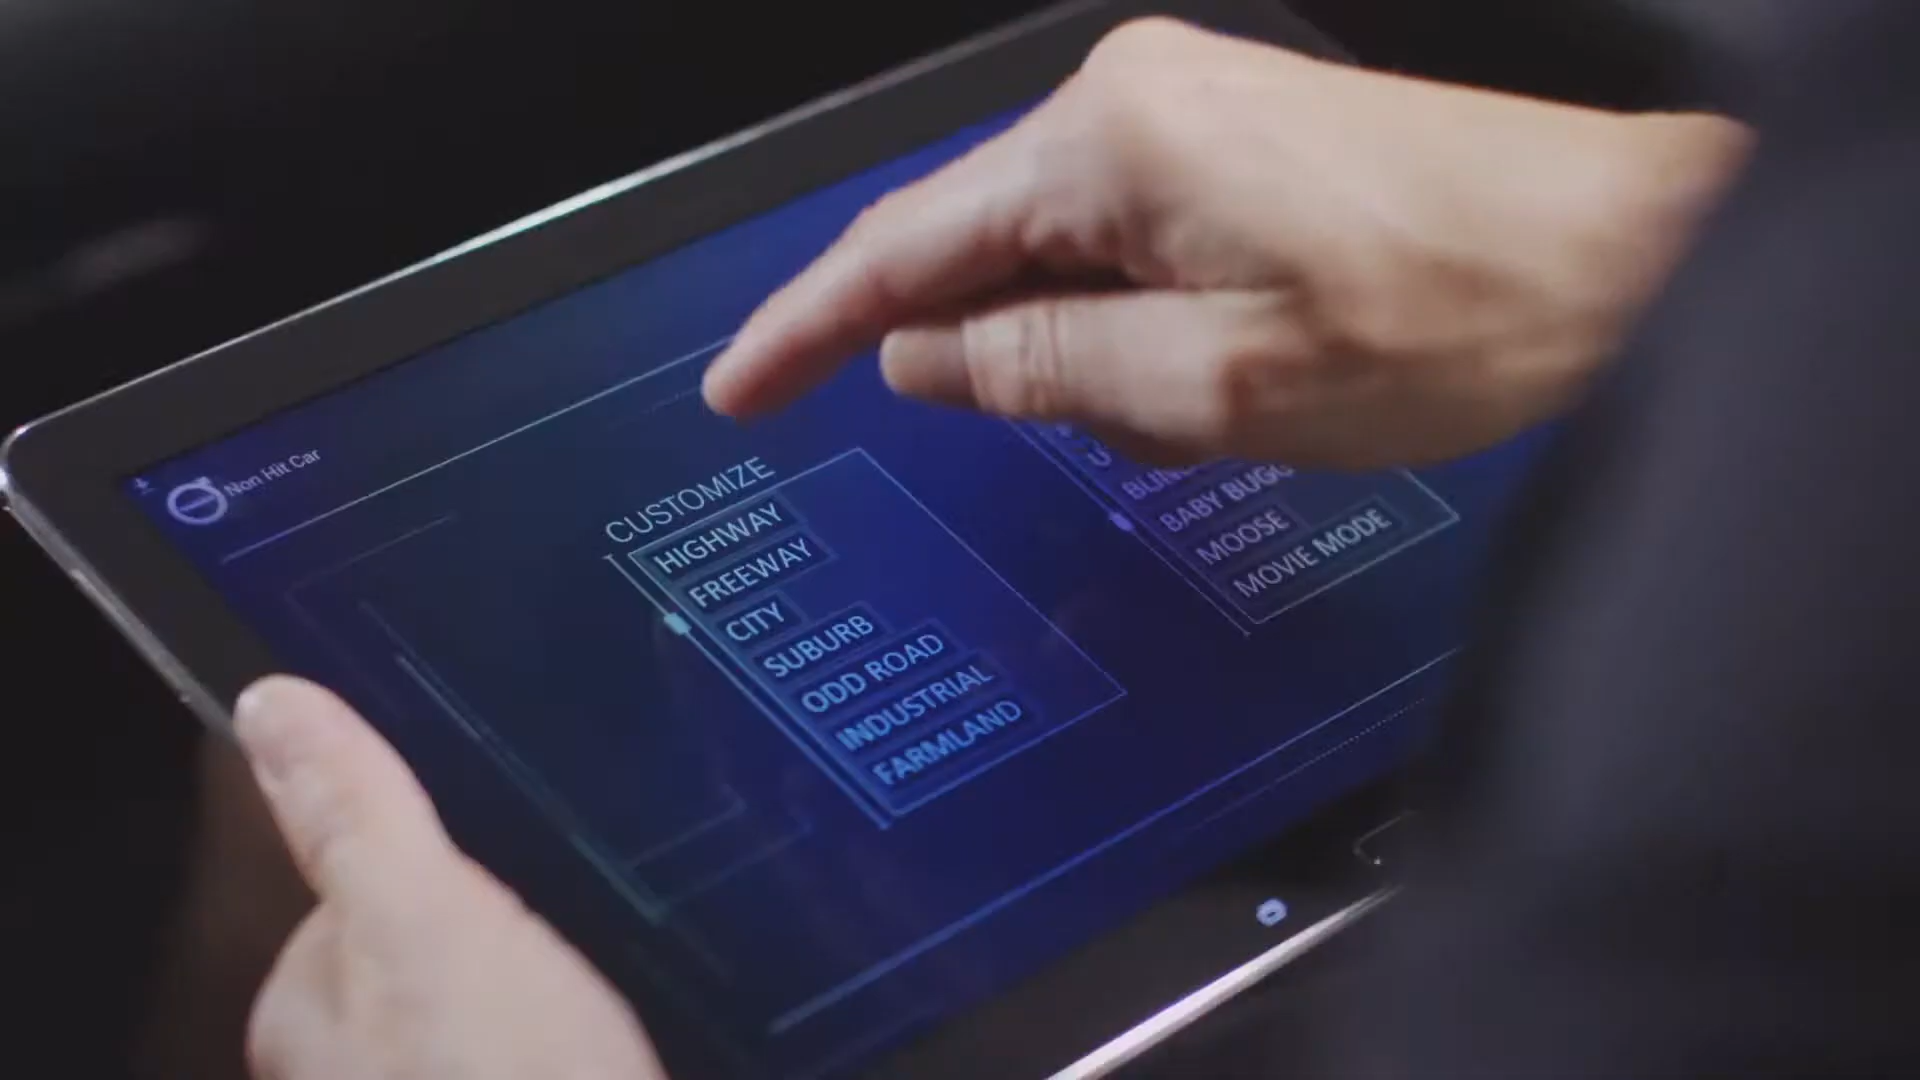 Non Hit Car
CUSTOMIZE
HIGHWAY
FREEWAY
CITY
SUBURB
ODD ROAD
INDUSTRIAL
FARMLAND
BABY BUGG
MOOSE
MOVIE MODE